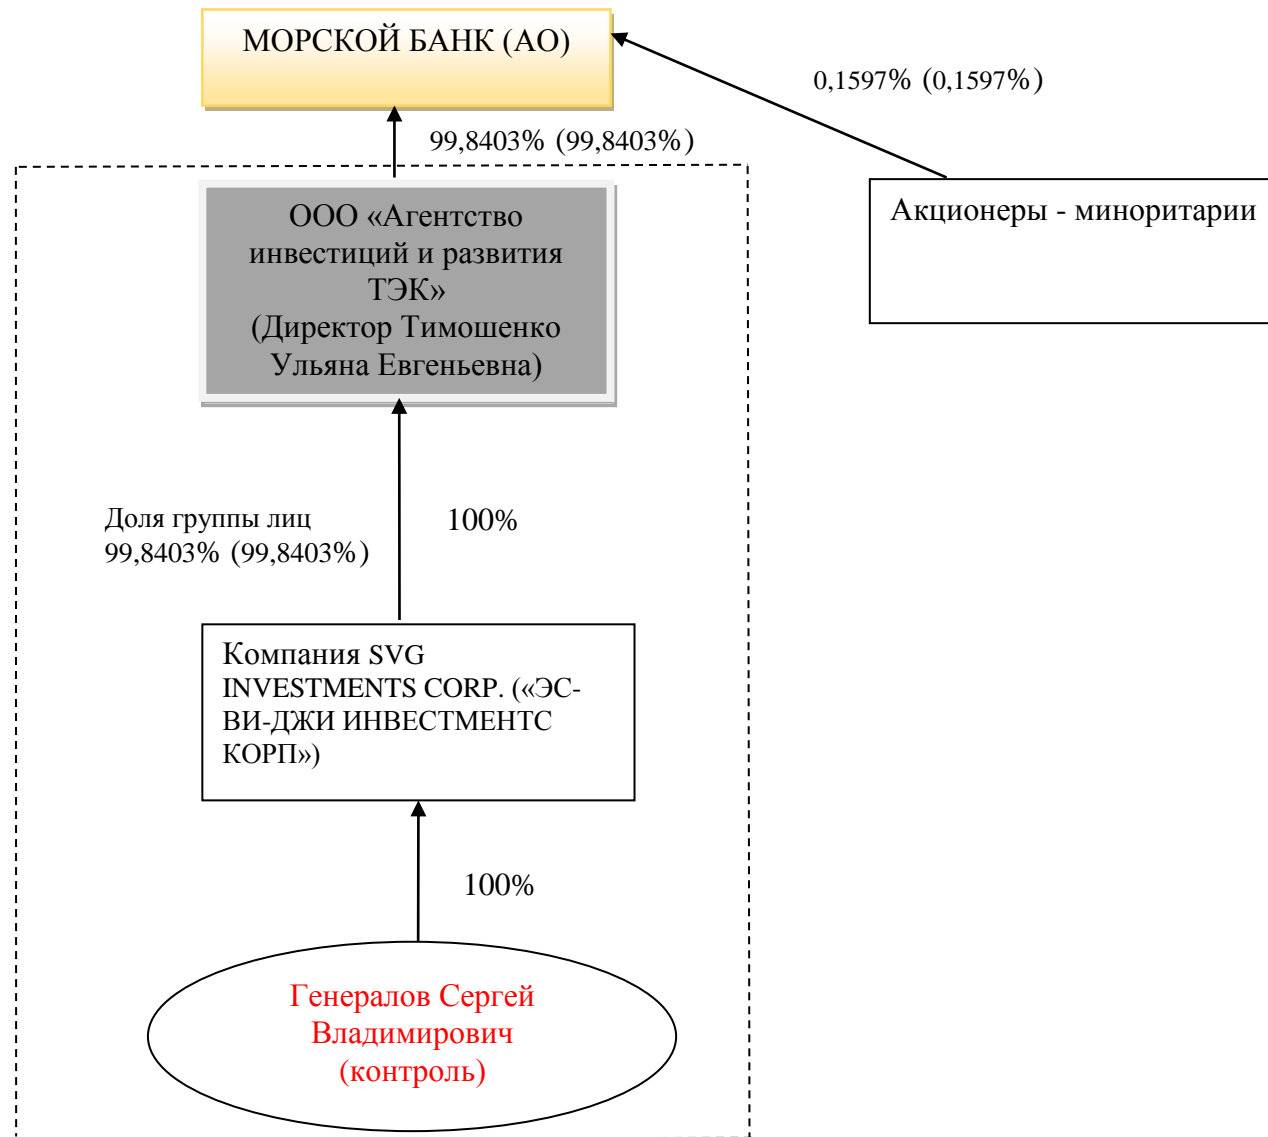 МОРСКОЙ БАНК (АО)
0,1597% (0,1597%)
99,8403% (99,8403%)
ООО «Агентство
инвестиций и развития
ТЭК»
(Директор Тимошенко
Ульяна Евгеньевна)
Акционеры - миноритарии
Доля группы лиц
99,8403% (99,8403%)
100%
Компания SVG
INVESTMENTS CORP. («ЭС-
ВИ-ДЖИ ИНВЕСТМЕНТС
КОРП»)
100%
Генералов Сергей
Владимирович
(контроль)